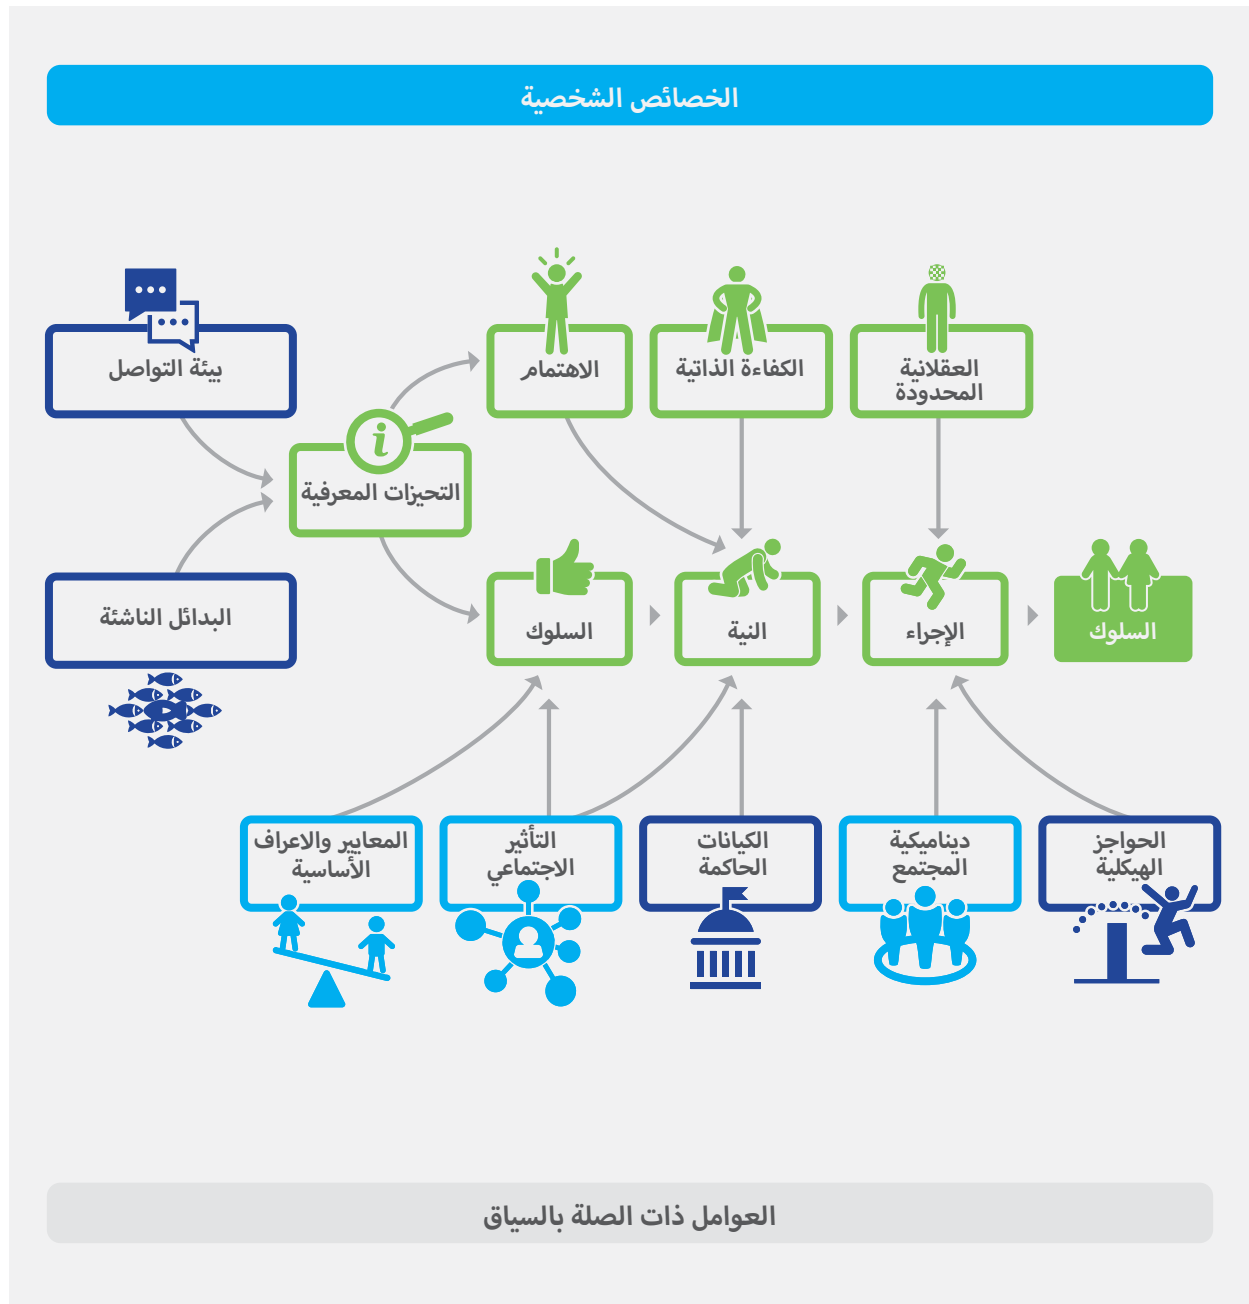 الخصائص الشخصية
بيئة التواصل
الاهتمام
الكفاءة الذاتية
العقلانية
المحدودة
التحيزات المعرفية
البدائل الناشئة
السلوك
النية
الإجراء
السلوك
المعايير والاعراف
الأساسية
التأثير
الاجتماعي
الكيانات
الحاكمة
ديناميكية
المجتمع
الحواجز
الهيكلية
العوامل ذات الصلة بالسياق